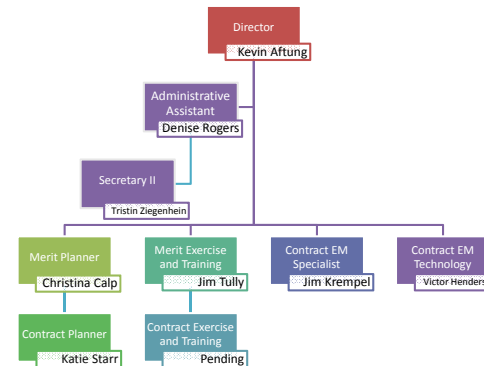 Director
Kevin Aftung
Administrative
Assistant
Denise Rogers
Secretary II
Tristin Ziegenhein
Merit Planner
Christina Calp
Merit Exercise
and Training
Jim Tully
Contract EM
Specialist
Jim Krempel
Contract EM
Technology
Victor Henders
Contract Planner
Katie Starr
Contract Exercise
and Training
Pending